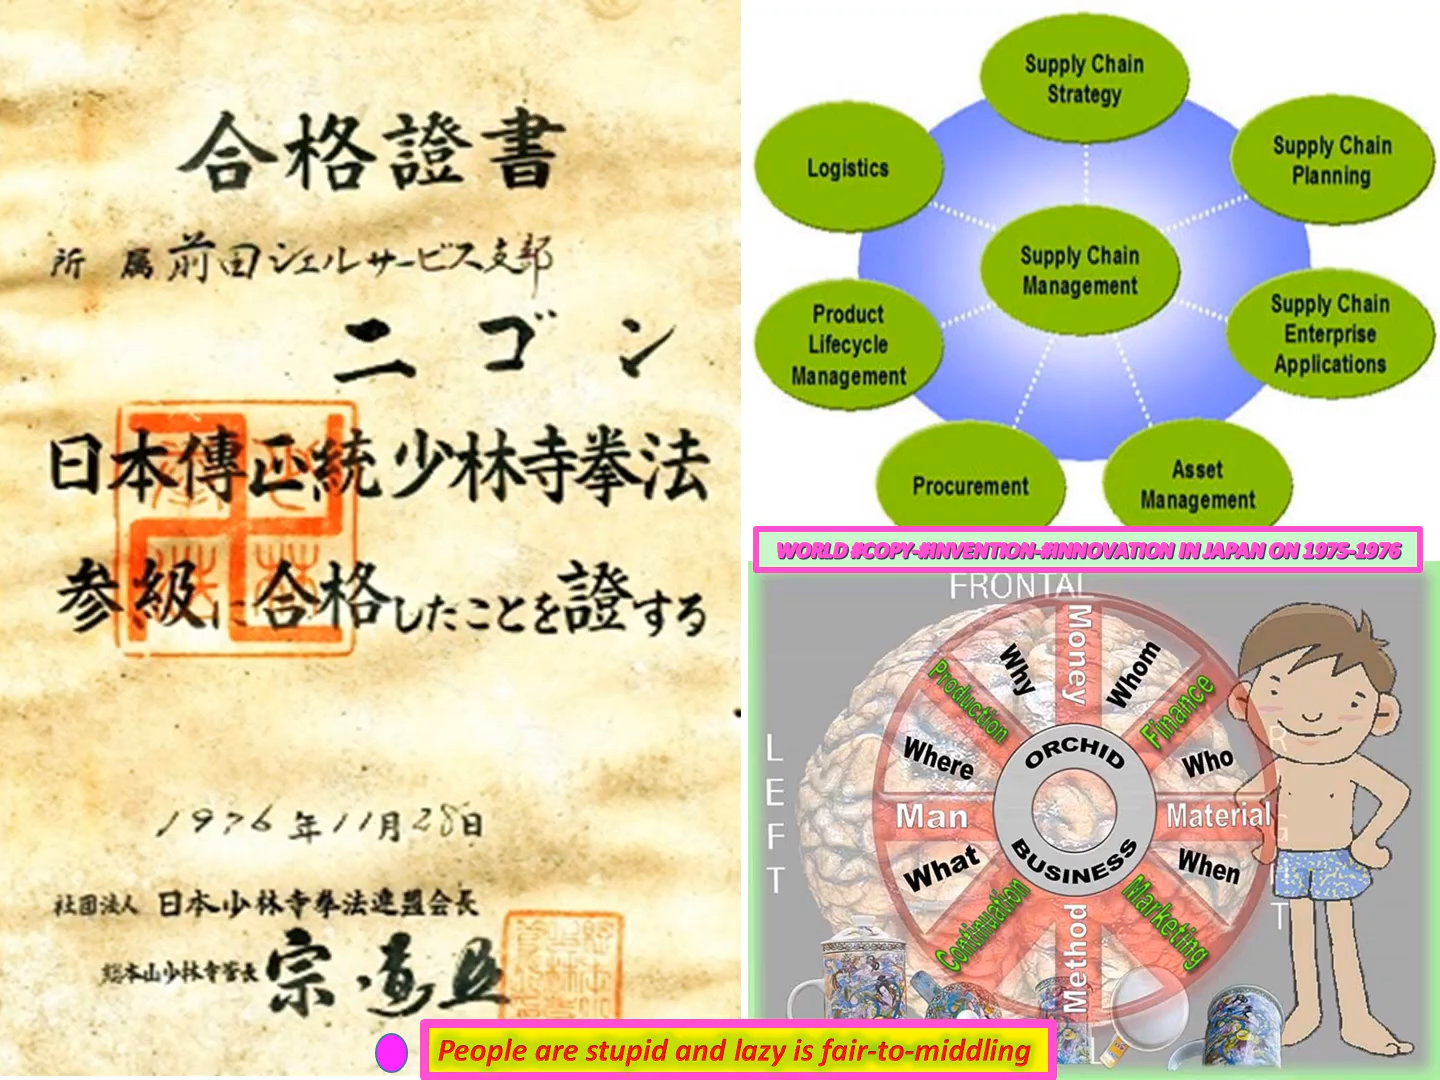 合格證書
所属 前田シェルサービス支部
ニゴン
日本傳正統少林寺拳法
参級に合格したことを證する
1976年11月28日
社団法人 日本少林寺拳法連盟会長
総本山少林寺管長 宗道臣
Supply Chain
Strategy
Logistics
Supply Chain
Planning
Supply Chain
Management
Product
Lifecycle
Management
Supply Chain
Enterprise
Applications
Procurement
Asset
Management
WORLD #COPY-#INVENTION-#INNOVATION IN JAPAN ON 1975-1976
FRONTAL
LEFT
Money
Why
Whom
Production
Finance
Where
Who
ORCHID
Man
Material
BUSINESS
What
When
Continuation
Marketing
Method
People are stupid and lazy is fair-to-middling